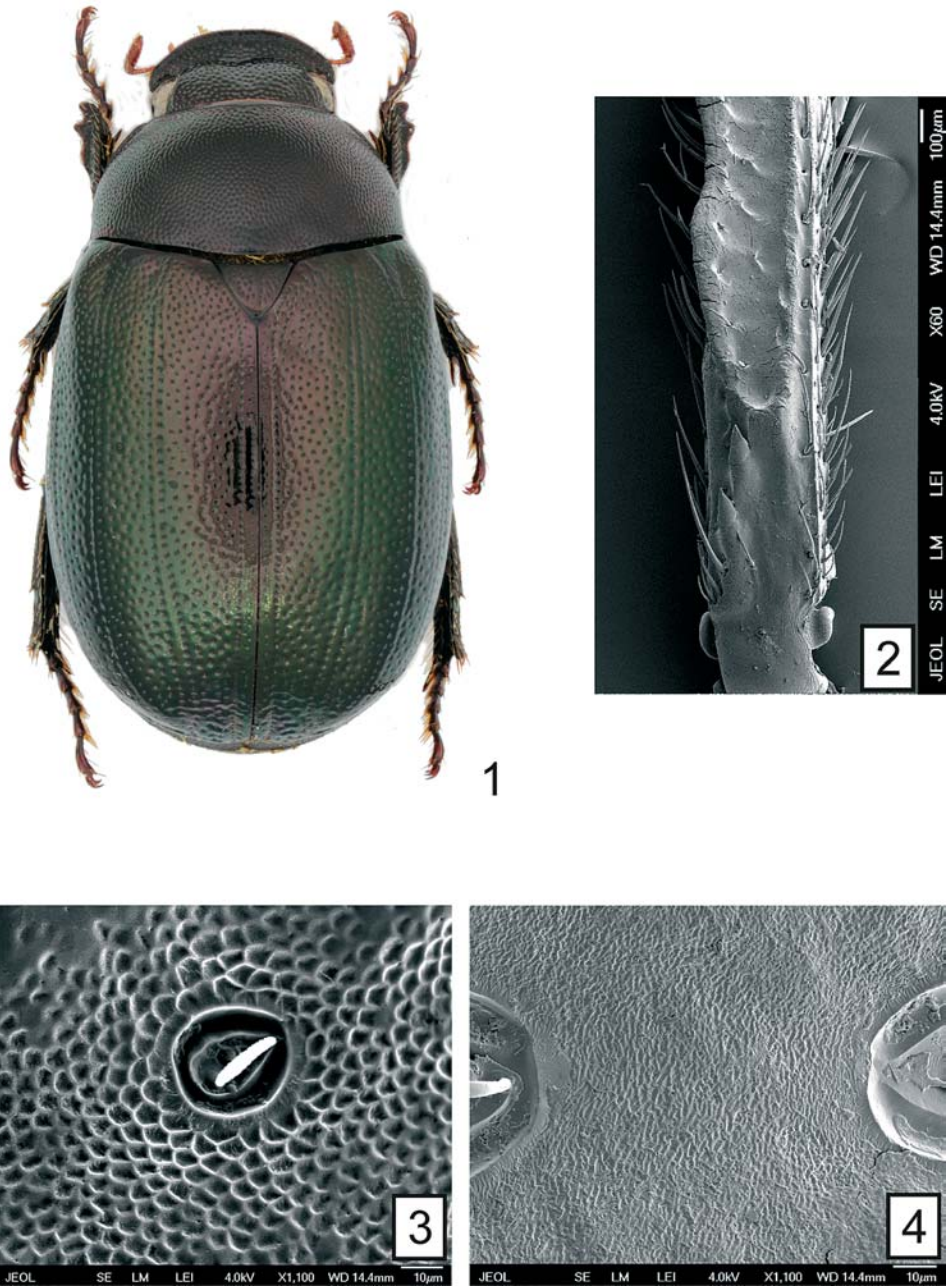 1
2
JEOL SE LM LEI 4.0kV X60 WD 14.4mm 100μm
3
JEOL SE LM LEI 4.0kV X1,100 WD 14.4mm 10μm
4
JEOL SE LM LEI 4.0kV X1,100 WD 14.4mm 10μm